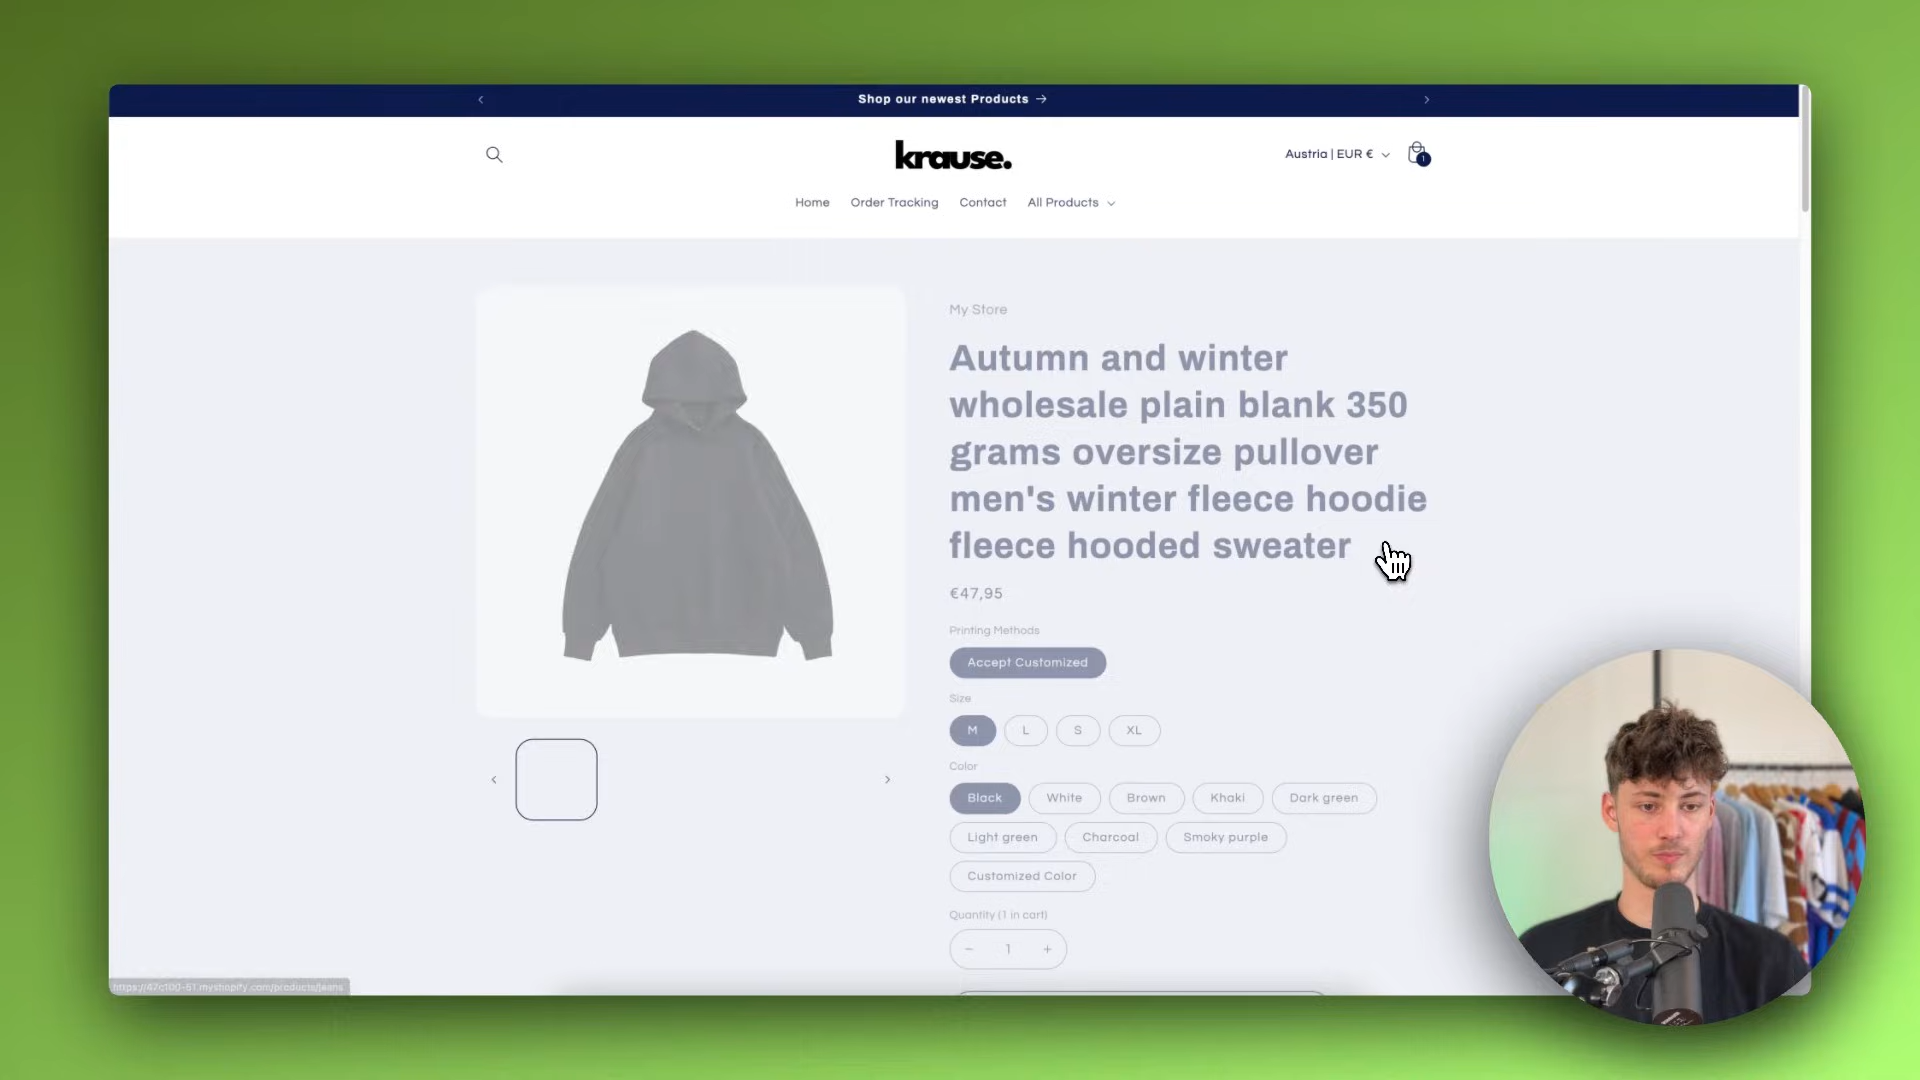 Shop our newest Products →
krause.
Austria | EUR €
1
Home Order Tracking Contact All Products
My Store
Autumn and winter
wholesale plain blank 350
grams oversize pullover
men's winter fleece hoodie
fleece hooded sweater
€47,95
Printing Methods
Accept Customized
Size
M L S XL
Color
Black White Brown Khaki Dark green
Light green Charcoal Smoky purple
Customized Color
Quantity (1 in cart)
− 1 +
https://47c100-51.myshopify.com/products/jeans